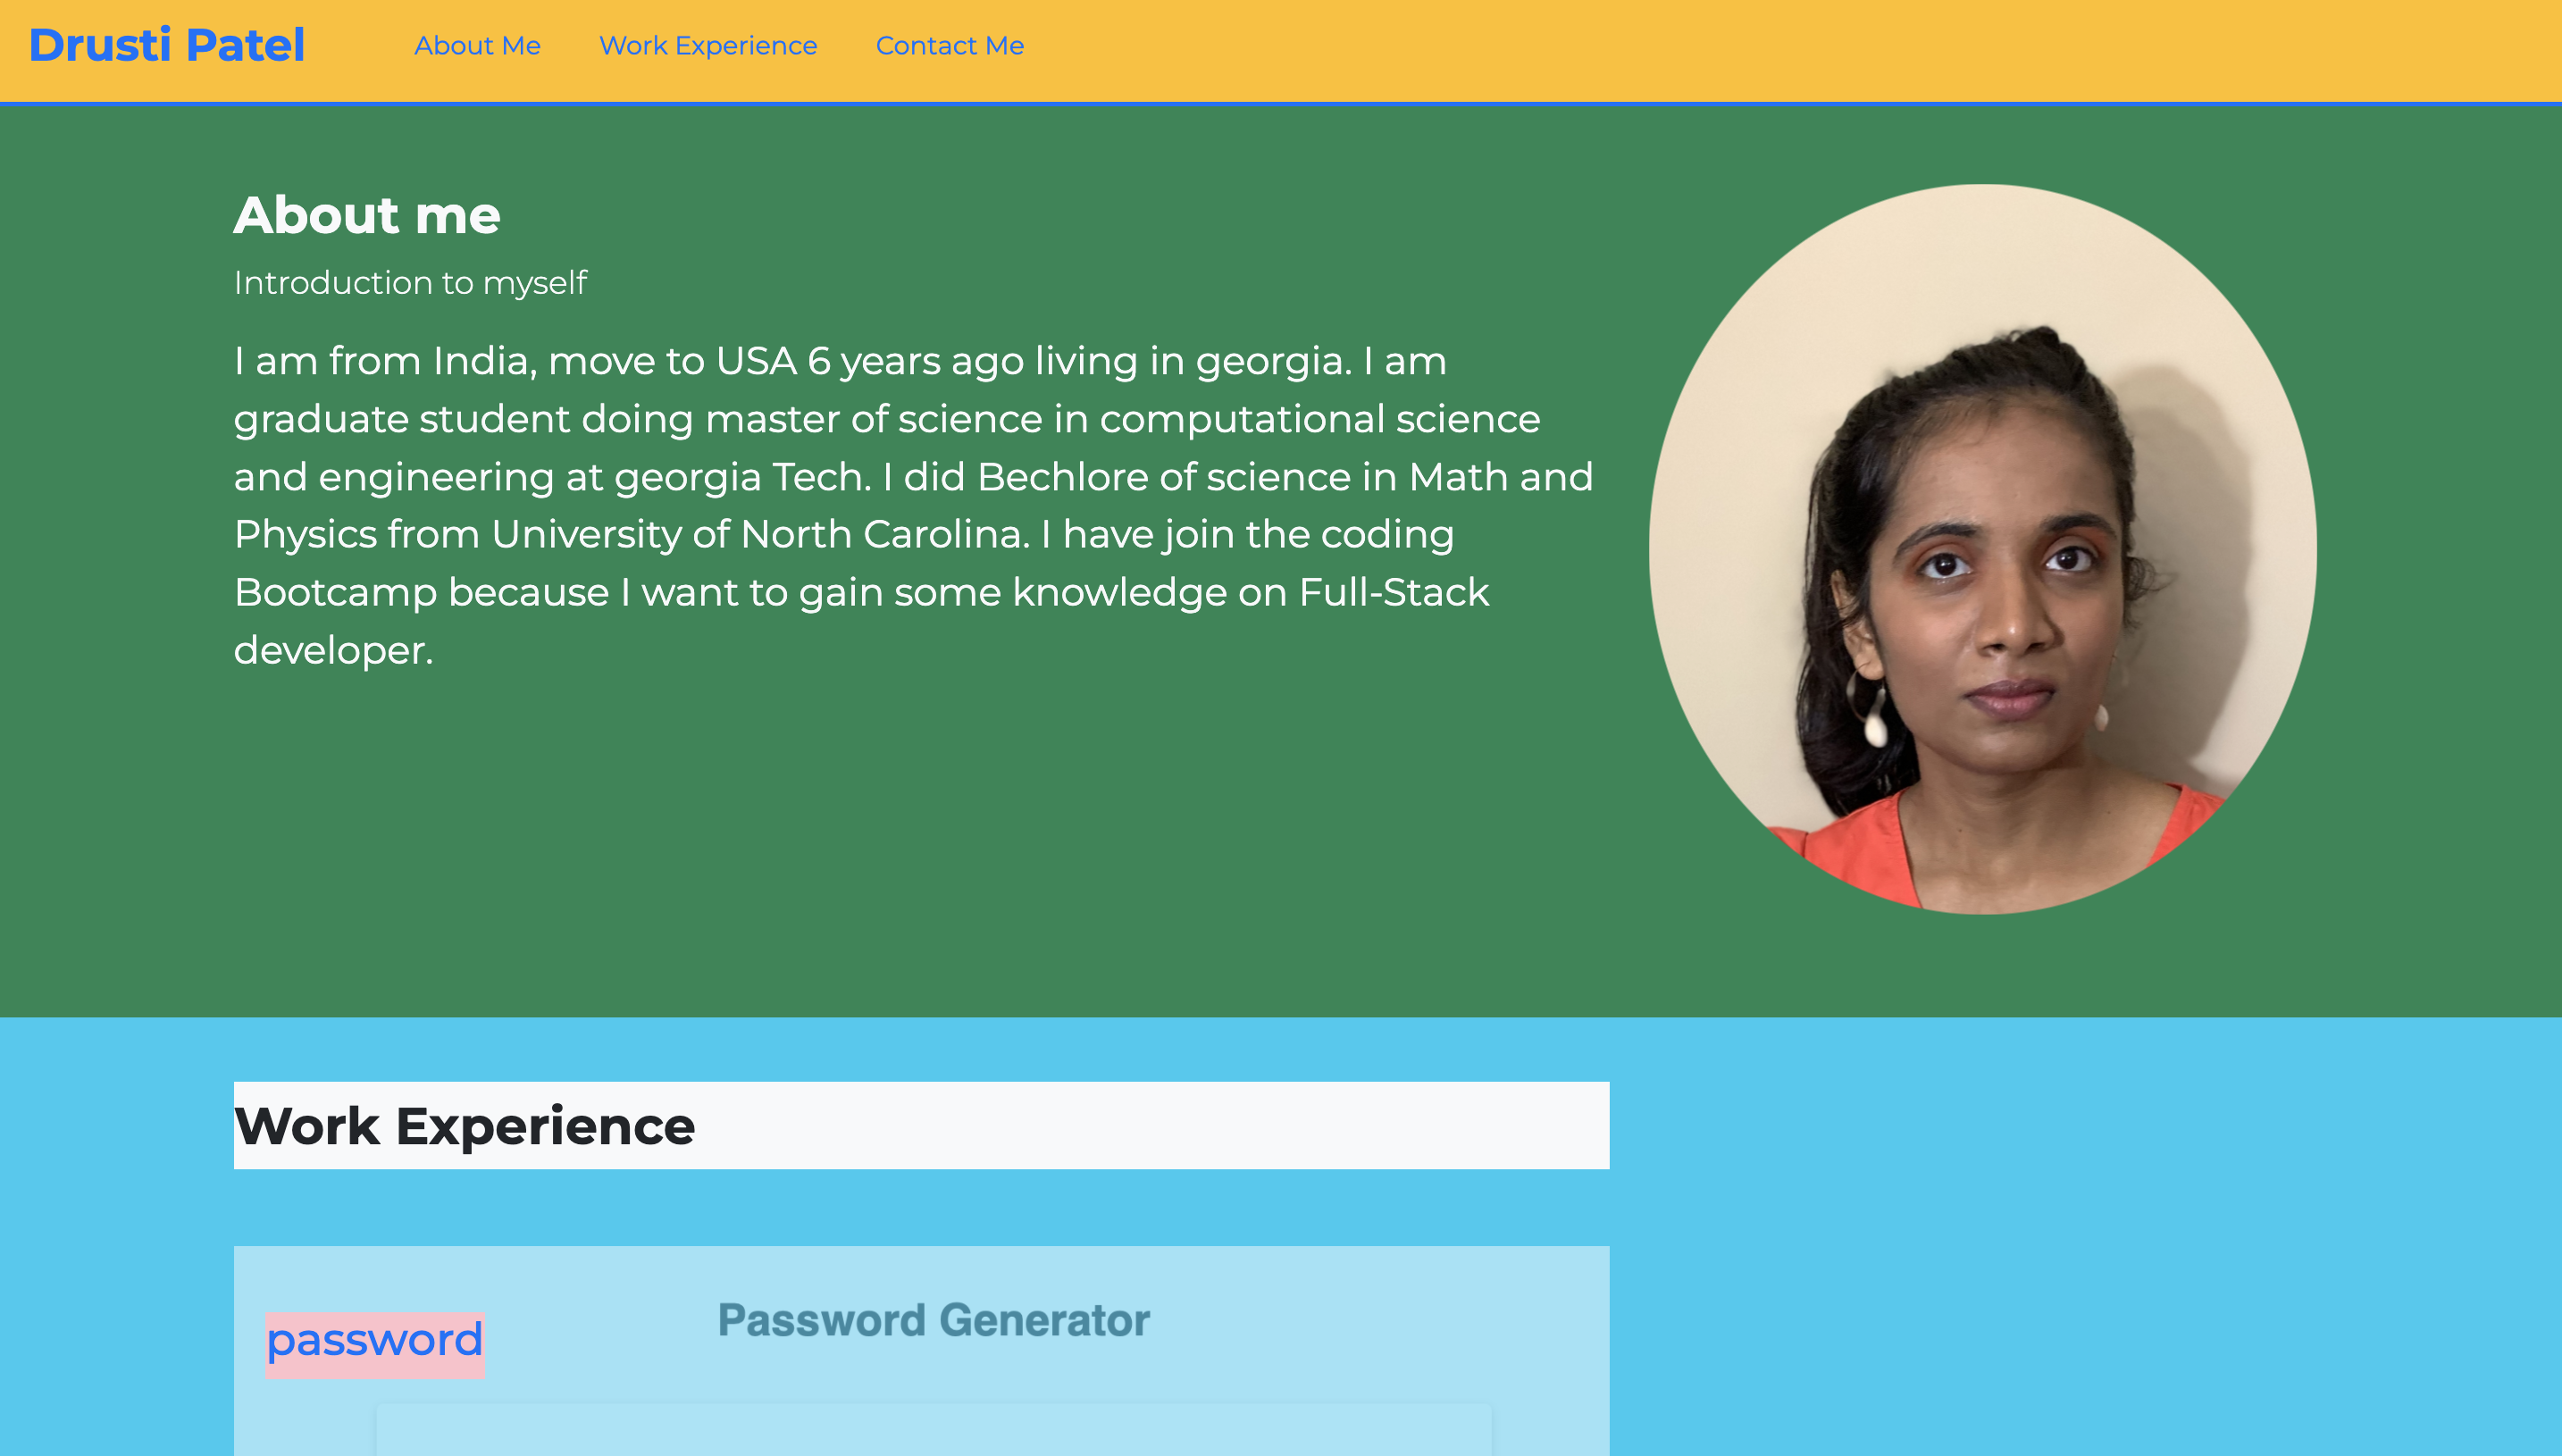 Drusti Patel About Me Work Experience Contact Me
About me
Introduction to myself
I am from India, move to USA 6 years ago living in georgia. I am
graduate student doing master of science in computational science
and engineering at georgia Tech. I did Bechlore of science in Math and
Physics from University of North Carolina. I have join the coding
Bootcamp because I want to gain some knowledge on Full-Stack
developer.
Work Experience
Password Generator
password